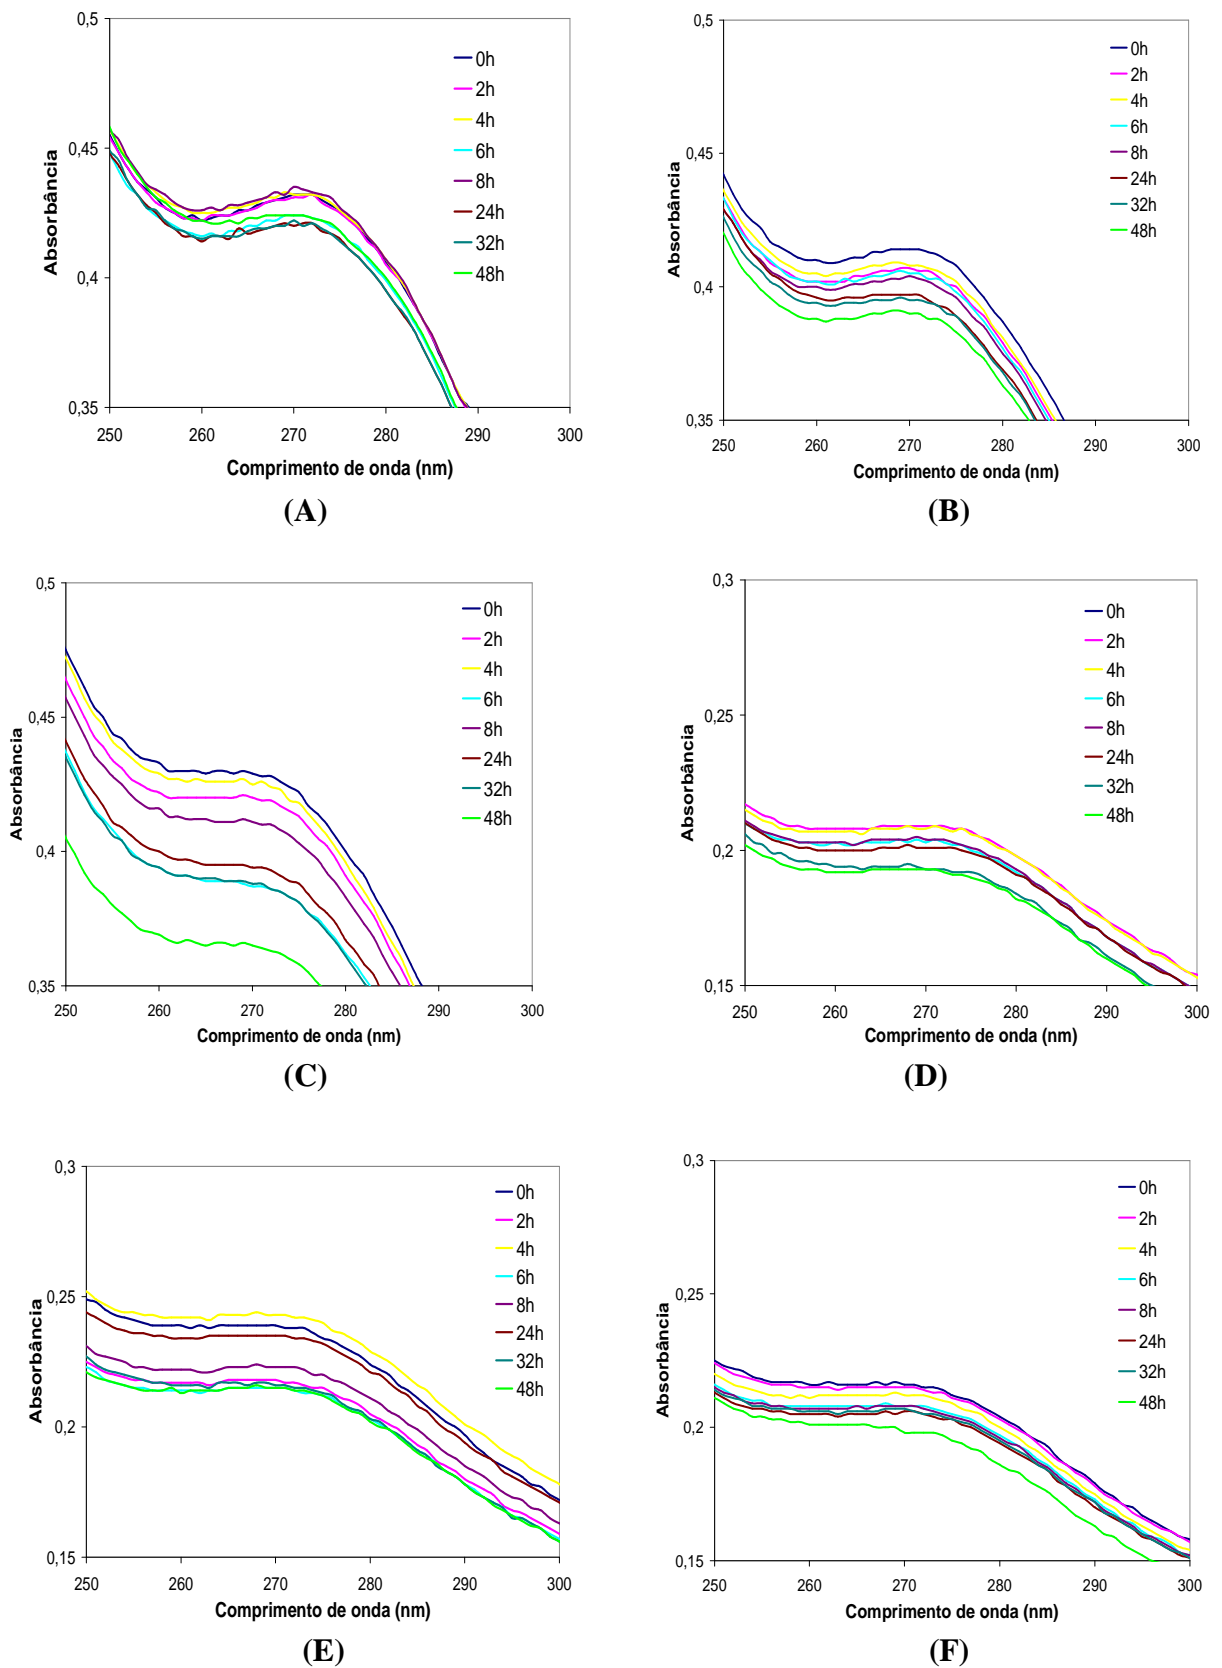 0,5
0,45
0,4
0,35
250 260 270 280 290 300
Absorbância
Comprimento de onda (nm)
0h
2h
4h
6h
8h
24h
32h
48h
(A)
0,5
0,45
0,4
0,35
250 260 270 280 290 300
Absorbância
Comprimento de onda (nm)
0h
2h
4h
6h
8h
24h
32h
48h
(B)
0,5
0,45
0,4
0,35
250 260 270 280 290 300
Absorbância
Comprimento de onda (nm)
0h
2h
4h
6h
8h
24h
32h
48h
(C)
0,3
0,25
0,2
0,15
250 260 270 280 290 300
Absorbância
Comprimento de onda (nm)
0h
2h
4h
6h
8h
24h
32h
48h
(D)
0,3
0,25
0,2
0,15
250 260 270 280 290 300
Absorbância
Comprimento de onda (nm)
0h
2h
4h
6h
8h
24h
32h
48h
(E)
0,3
0,25
0,2
0,15
250 260 270 280 290 300
Absorbância
Comprimento de onda (nm)
0h
2h
4h
6h
8h
24h
32h
48h
(F)